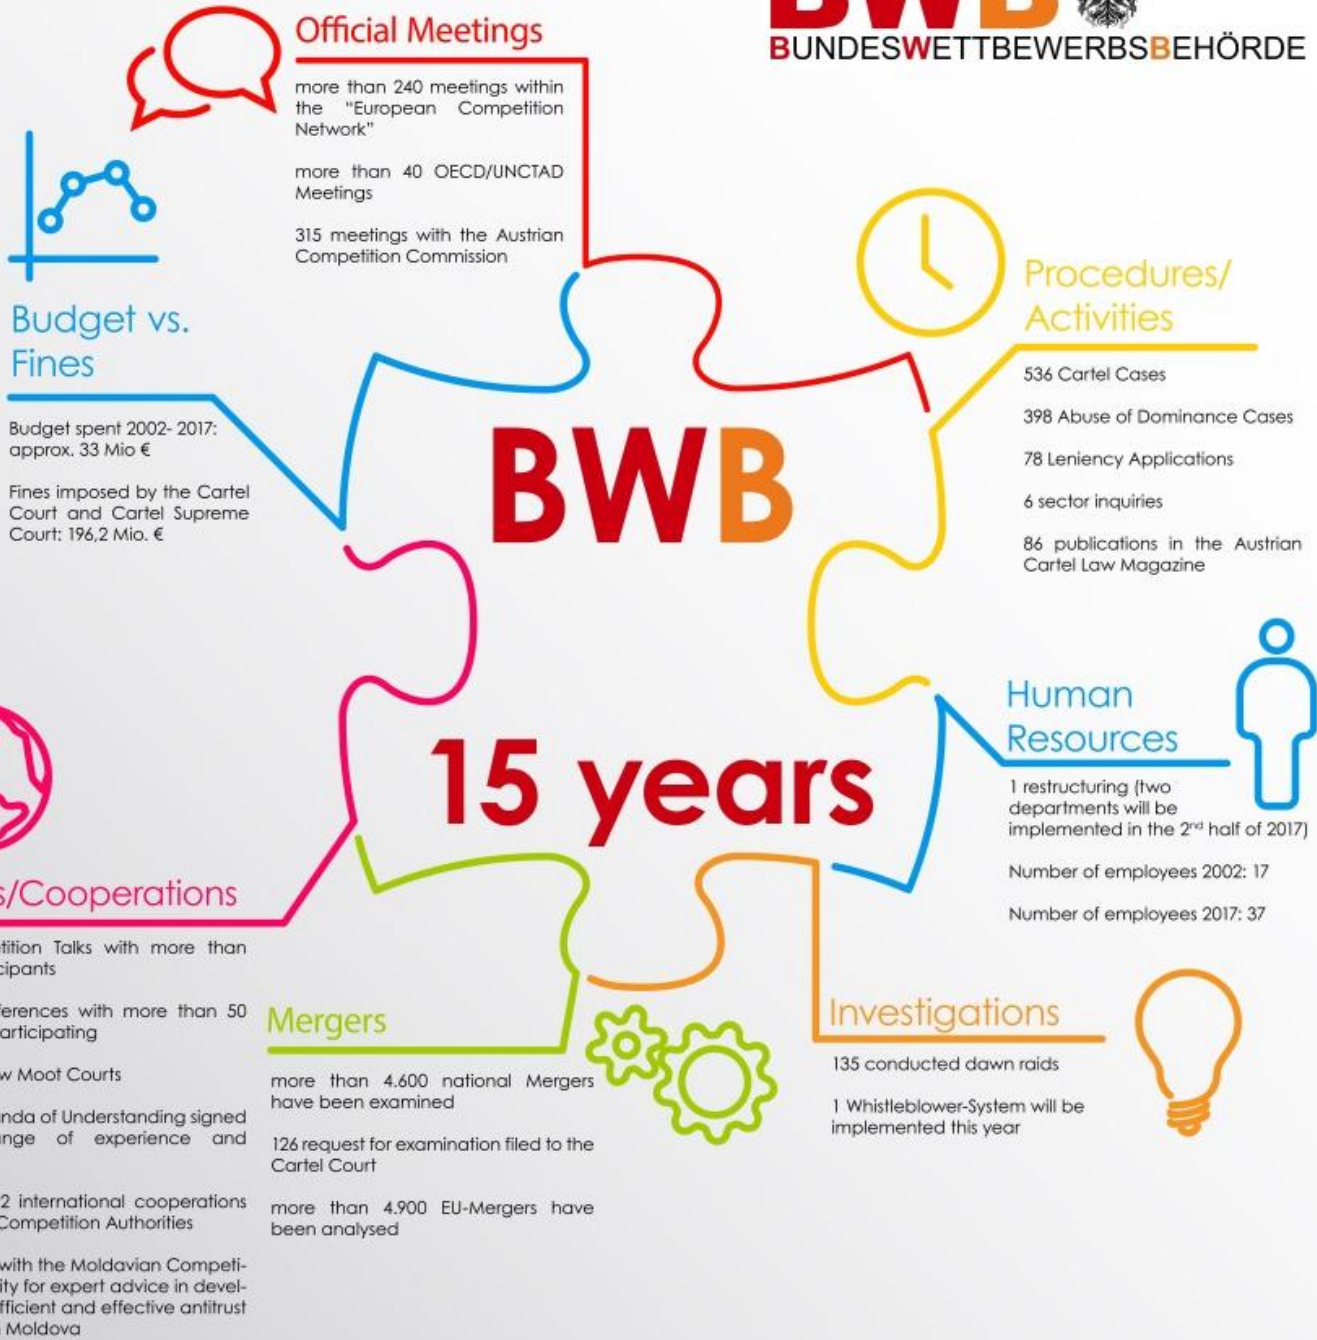 BWB
BUNDESWETTBEWERBSBEHÖRDE
Official Meetings
more than 240 meetings within
the "European Competition
Network"
more than 40 OECD/UNCTAD
Meetings
315 meetings with the Austrian
Competition Commission
Budget vs.
Fines
Budget spent 2002- 2017:
approx. 33 Mio €
Fines imposed by the Cartel
Court and Cartel Supreme
Court: 196,2 Mio. €
Procedures/
Activities
536 Cartel Cases
398 Abuse of Dominance Cases
78 Leniency Applications
6 sector inquiries
86 publications in the Austrian
Cartel Law Magazine
BWB
15 years
Human
Resources
1 restructuring (two
departments will be
implemented in the 2nd half of 2017)
Number of employees 2002: 17
Number of employees 2017: 37
s/Cooperations
Talks with more than
with more than 50
Moot Courts
of Understanding signed
of experience and
2 international cooperations
Competition Authorities
with the Moldavian Competi-
for expert advice in devel-
and effective antitrust
Moldova
Mergers
more than 4.600 national Mergers
have been examined
126 request for examination filed to the
Cartel Court
more than 4.900 EU-Mergers have
been analysed
Investigations
135 conducted dawn raids
1 Whistleblower-System will be
implemented this year